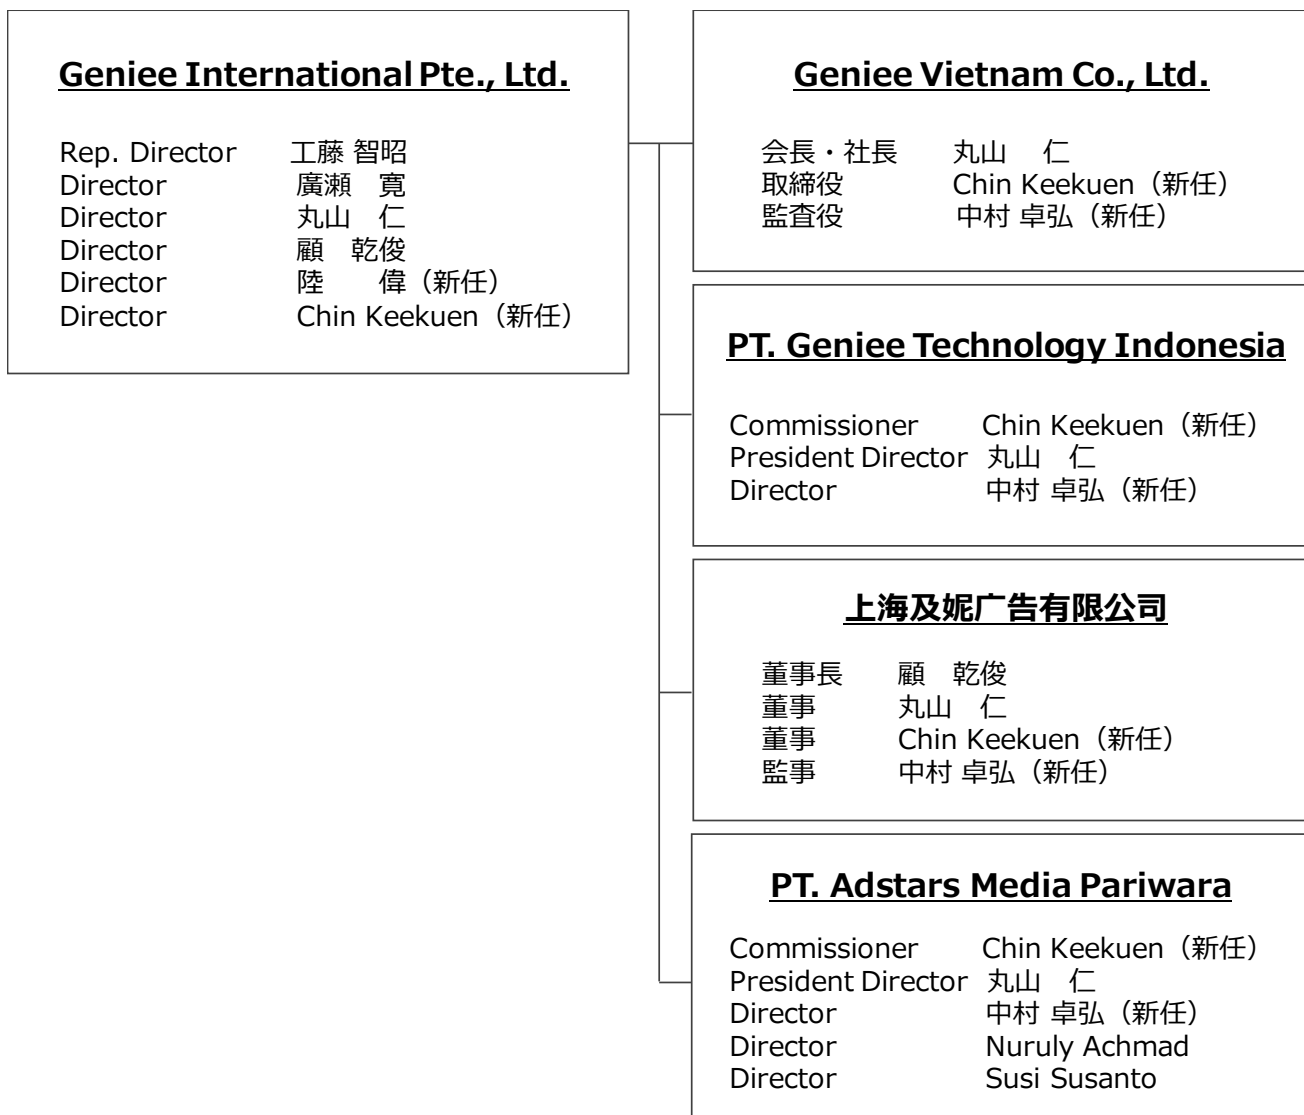 Geniee International Pte., Ltd.
Rep. Director 工藤 智昭
Director 廣瀬 寛
Director 丸山 仁
Director 顧 乾俊
Director 陸 偉（新任）
Director Chin Keekuen（新任）
Geniee Vietnam Co., Ltd.
会長・社長 丸山 仁
取締役 Chin Keekuen（新任）
監査役 中村 卓弘（新任）
PT. Geniee Technology Indonesia
Commissioner Chin Keekuen（新任）
President Director 丸山 仁
Director 中村 卓弘（新任）
上海及妮广告有限公司
董事長 顧 乾俊
董事 丸山 仁
董事 Chin Keekuen（新任）
監事 中村 卓弘（新任）
PT. Adstars Media Pariwara
Commissioner Chin Keekuen（新任）
President Director 丸山 仁
Director 中村 卓弘（新任）
Director Nuruly Achmad
Director Susi Susanto